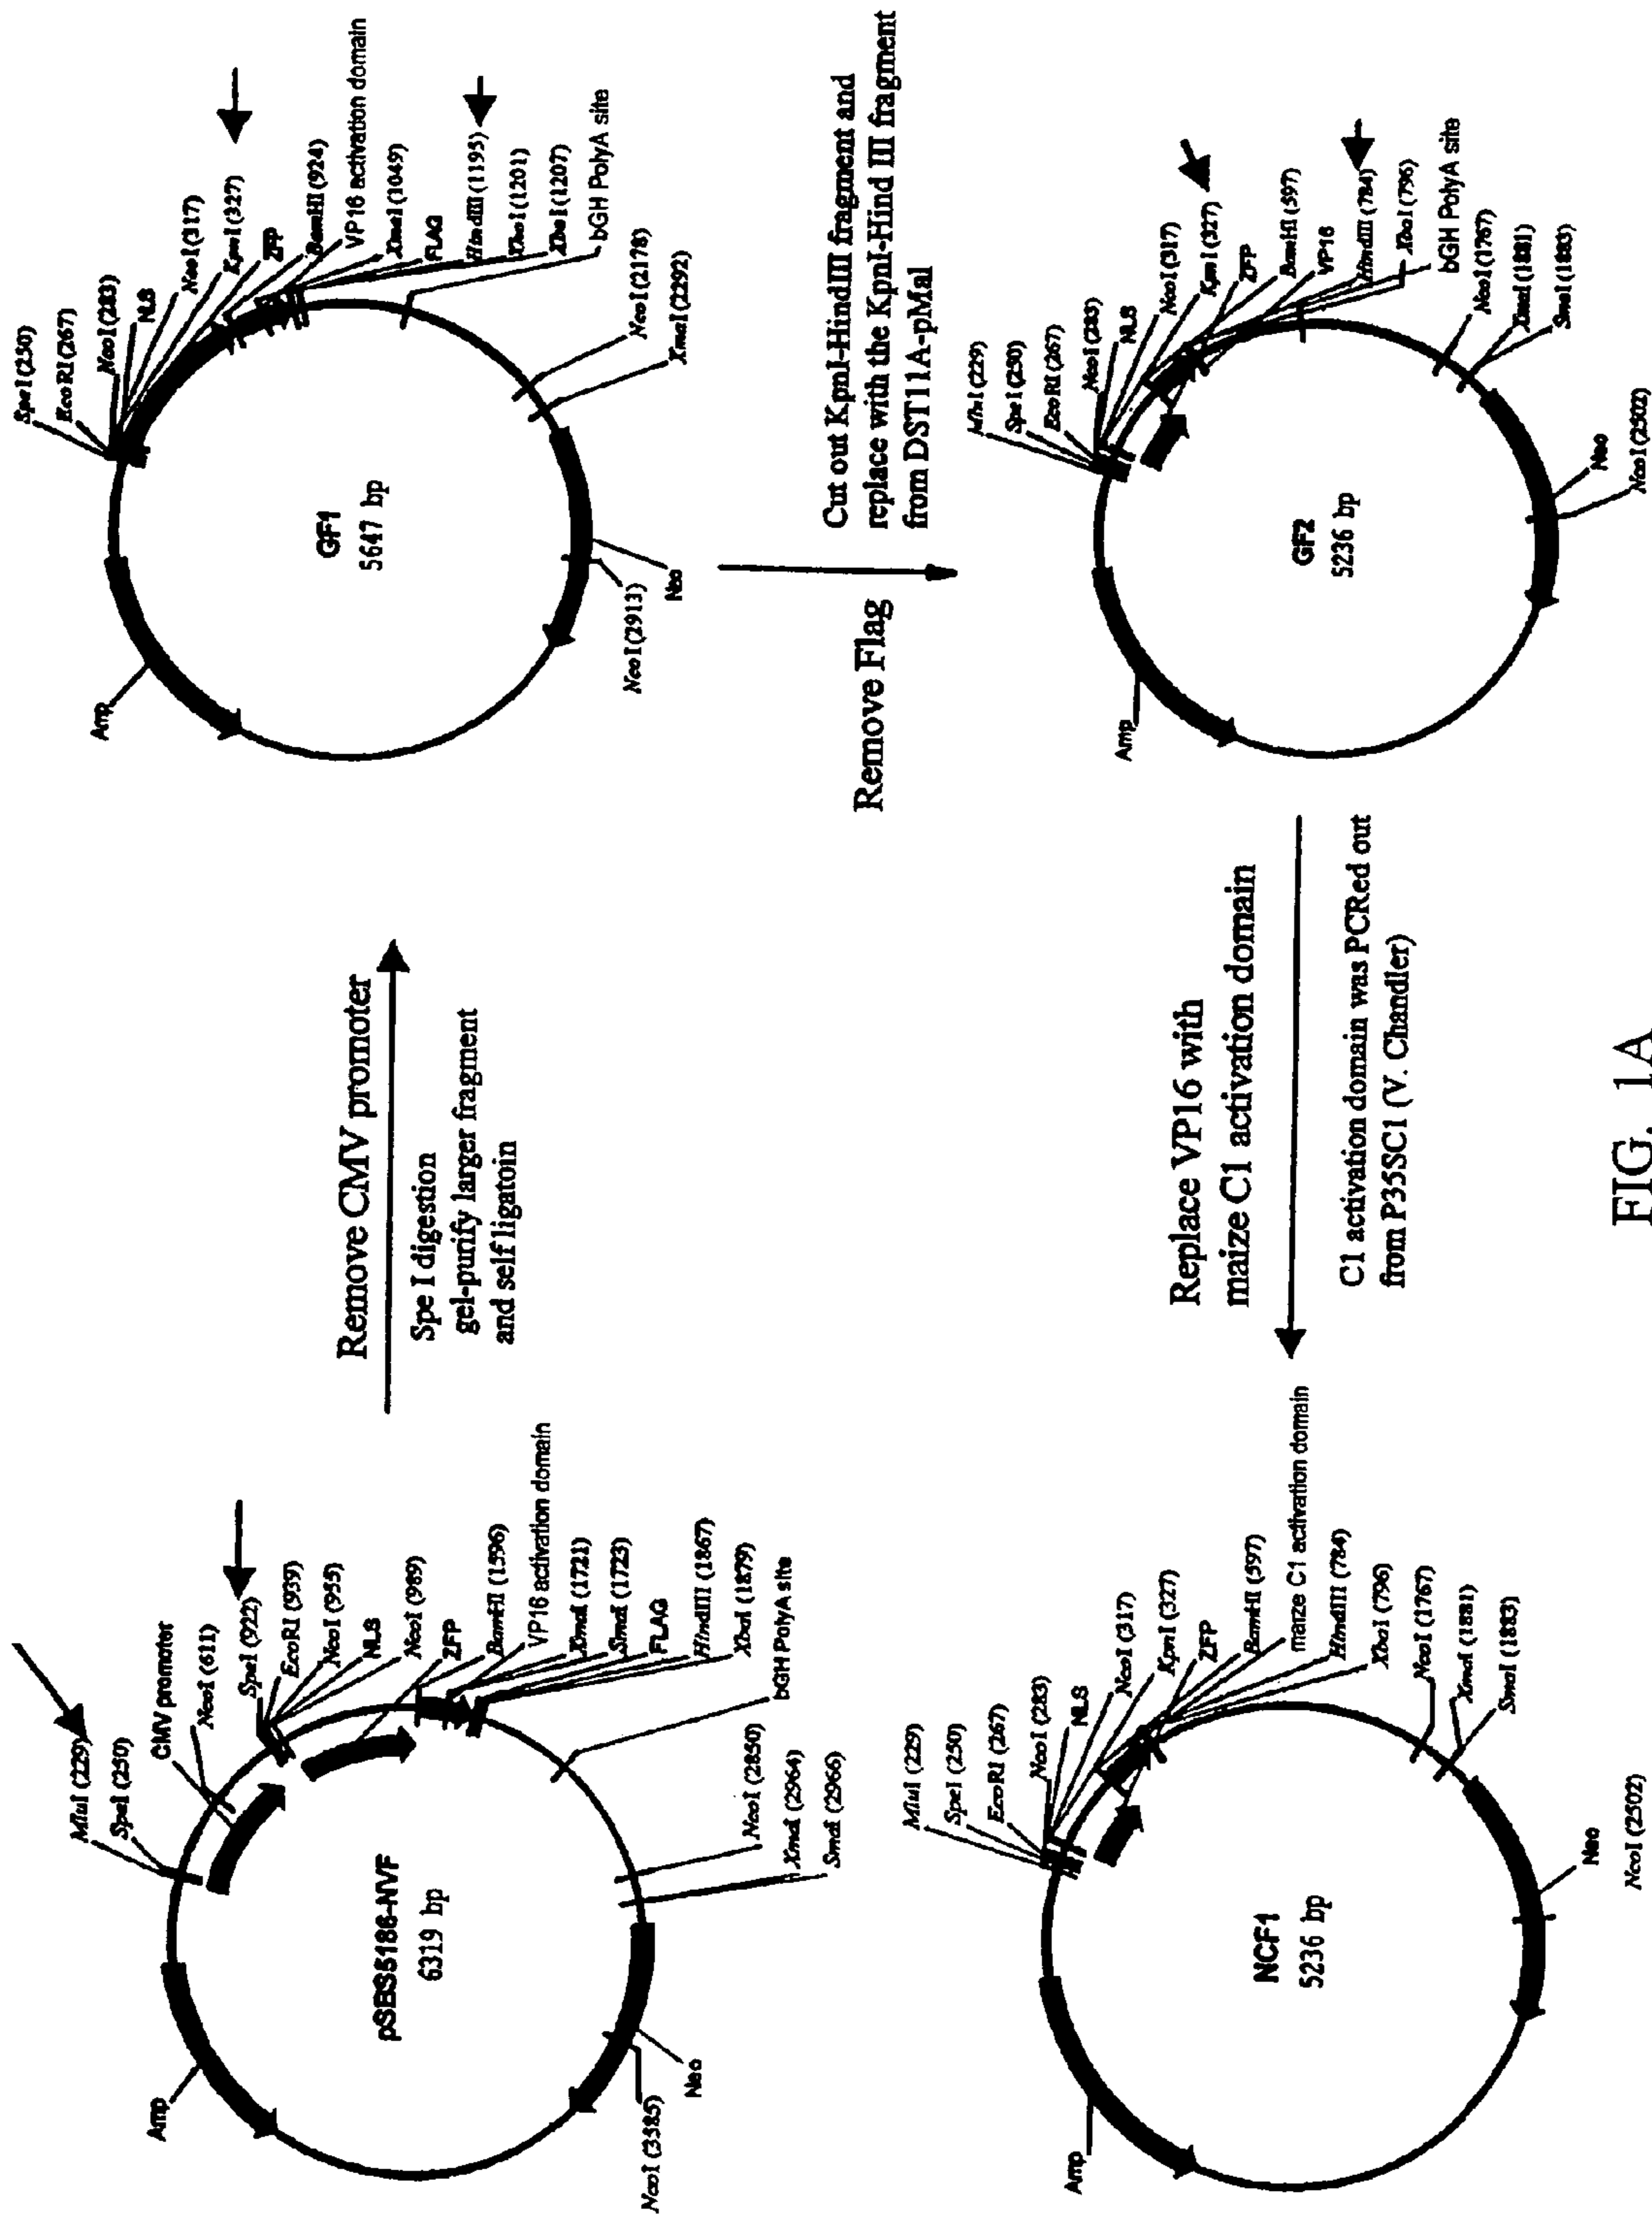 MluI (229)
SpeI (250)
CMV promoter
NcoI (611)
SpeI (922)
EcoRI (939)
NcoI (955)
NLS
NcoI (989)
ZFP
BamHI (1596)
VP16 activation domain
XmaI (1721)
SmaI (1723)
FLAG
HindIII (1867)
XbaI (1879)
bGH PolyA site
NcoI (2850)
XmaI (2964)
SmaI (2966)
Neo
NcoI (3585)
Amp
pSBS5186-NVF
6319 bp
Remove CMV promoter
Spe I digestion
gel-purify larger fragment
and self ligatoin
SpeI (250)
EcoRI (267)
NcoI (283)
NLS
NcoI (317)
KpnI (327)
ZFP
BamHI (924)
VP16 activation domain
XmaI (1049)
FLAG
HindIII (1195)
XhoI (1201)
XbaI (1207)
bGH PolyA site
NcoI (2178)
XmaI (2292)
Neo
NcoI (2913)
Amp
GF1
5647 bp
Remove Flag
Cut out KpnI-HindIII fragment and
replace with the KpnI-Hind III fragment
from DST11A-pMal
MluI (229)
SpeI (250)
EcoRI (267)
NcoI (283)
NLS
NcoI (317)
KpnI (327)
ZFP
BamHI (597)
VP16
HindIII (784)
XbaI (796)
bGH PolyA site
NcoI (1767)
XmaI (1881)
SmaI (1883)
Neo
NcoI (2502)
Amp
GF2
5236 bp
Replace VP16 with
maize C1 activation domain
C1 activation domain was PCRed out
from P35SC1 (V. Chandler)
MluI (229)
SpeI (250)
EcoRI (267)
NcoI (283)
NLS
NcoI (317)
KpnI (327)
ZFP
BamHI (597)
maize C1 activation domain
HindIII (784)
XbaI (796)
NcoI (1767)
XmaI (1881)
SmaI (1883)
Neo
NcoI (2502)
Amp
NCF1
5236 bp
FIG. 1A